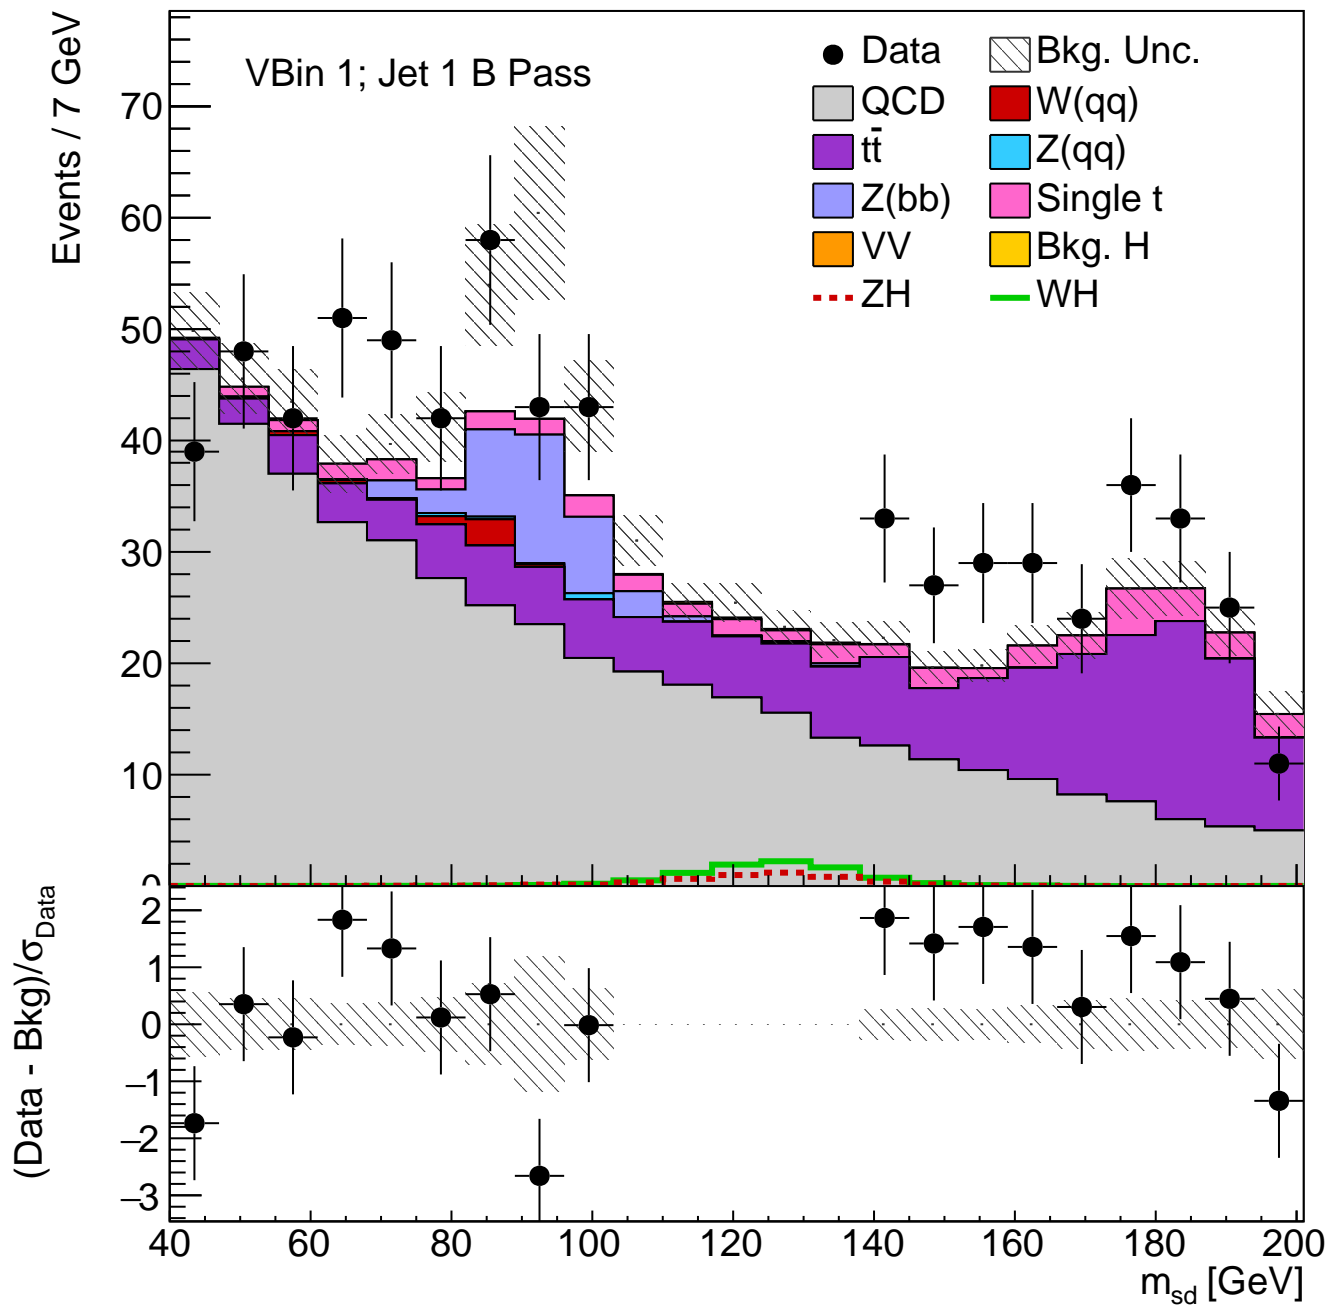 Events / 7 GeV
VBin 1; Jet 1 B Pass
Data
Bkg. Unc.
QCD
W(qq)
tt̄
Z(qq)
Z(bb)
Single t
VV
Bkg. H
ZH
WH
70
60
50
40
30
20
10
0
(Data - Bkg)/σ_Data
2
1
0
−1
−2
−3
40 60 80 100 120 140 160 180 200
m_sd [GeV]